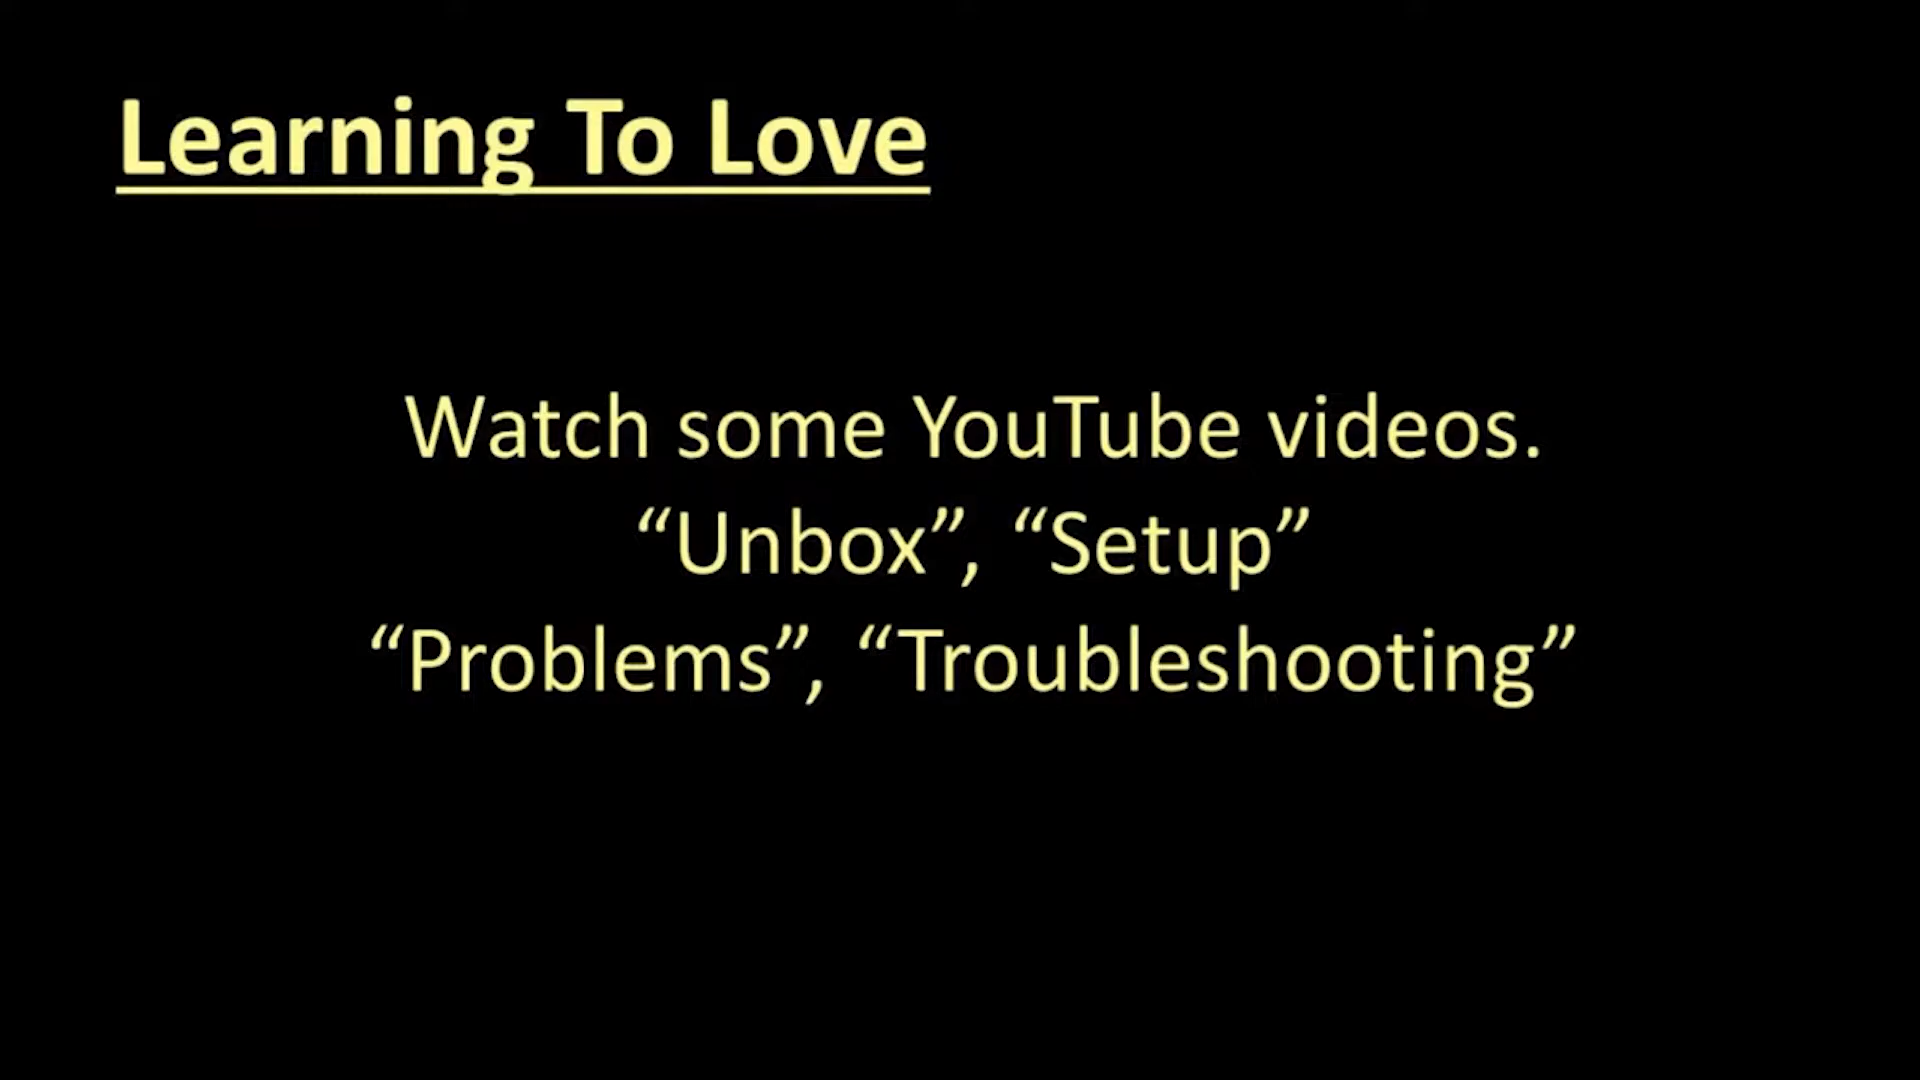 Learning To Love
Watch some YouTube videos.
“Unbox”, “Setup”
“Problems”, “Troubleshooting”